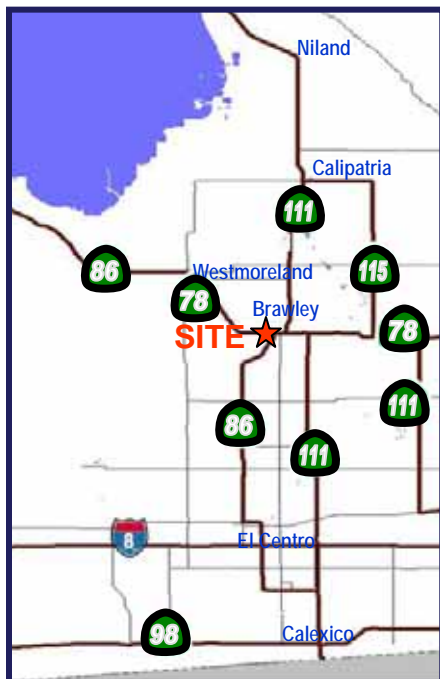 Niland
Calipatria
111
86
Westmoreland
115
78
Brawley
SITE
78
111
86
111
8
El Centro
98
Calexico